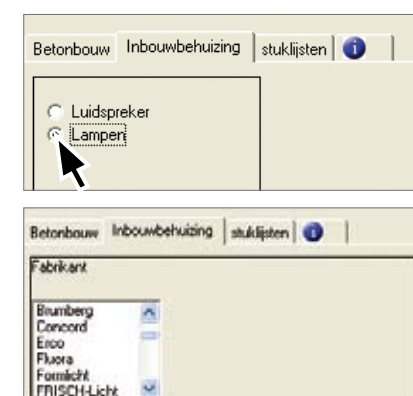 Betonbouw Inbouwbehuizing stuklijsten i
Luidspreker
Lampen
Betonbouw Inbouwbehuizing stuklijsten i
Fabrikant
Brumberg
Concord
Erco
Fluora
Formlicht
FRISCH-Licht